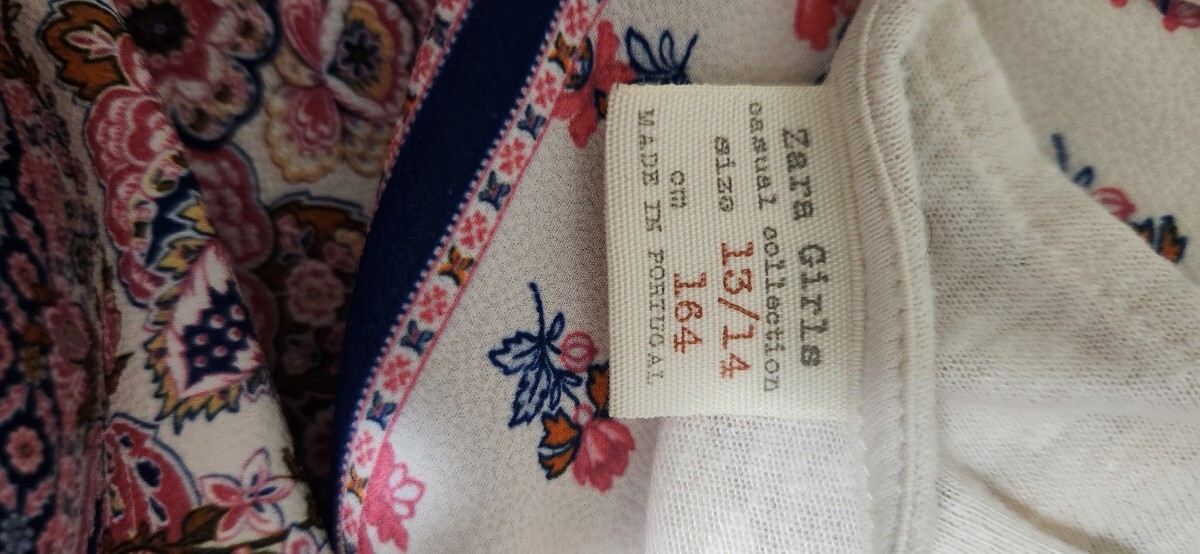 Zara Girls
casual collection
size 13/14
cm 164
MADE IN PORTUGAL